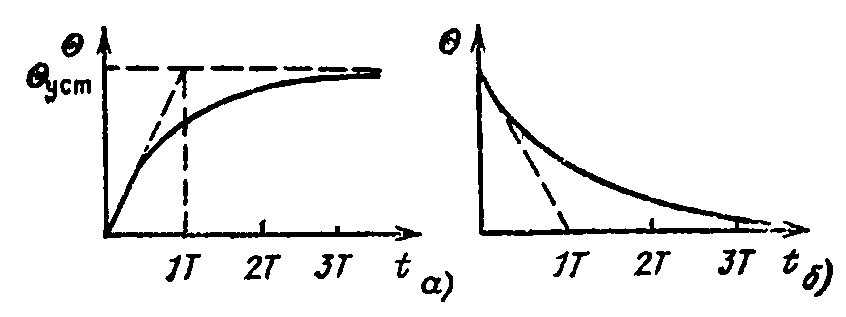 Θ
Θуст
1T 2T 3T t а)
Θ
1T 2T 3T t б)